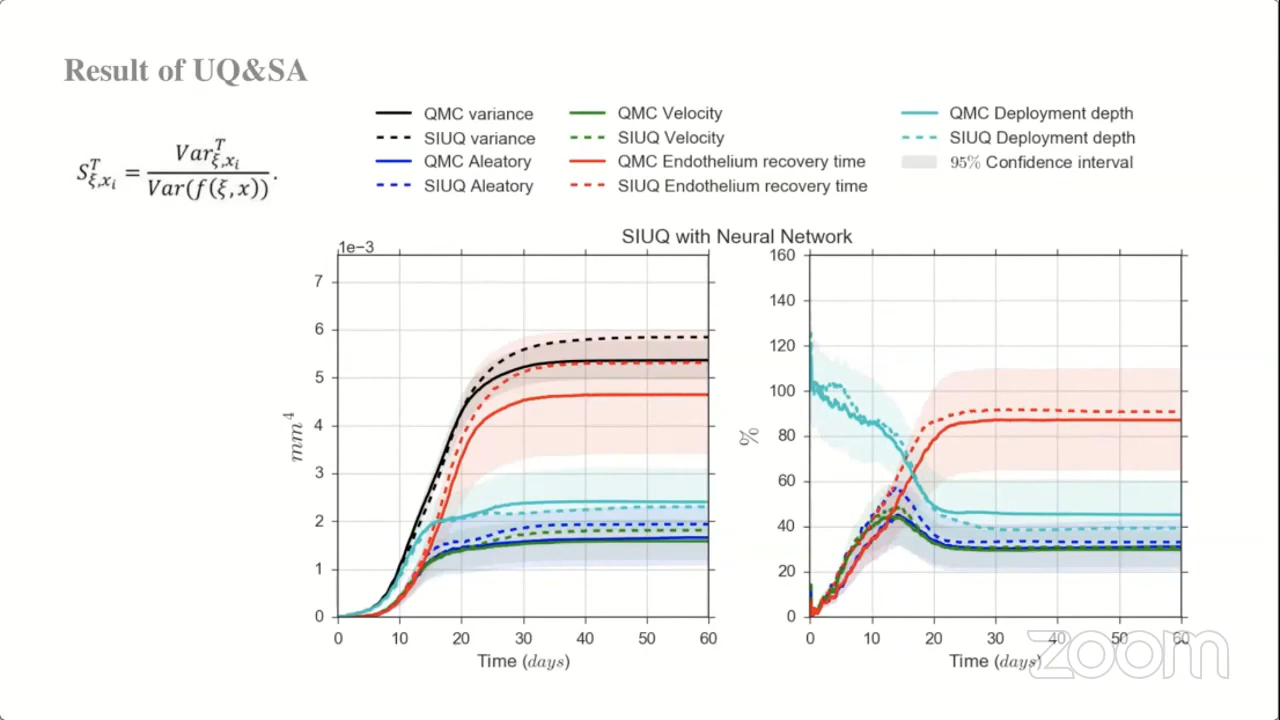 Result of UQ&SA
S^T_{ξ,x_i} = Var^T_{ξ,x_i} / Var(f(ξ,x)).
QMC variance
SIUQ variance
QMC Aleatory
SIUQ Aleatory
QMC Velocity
SIUQ Velocity
QMC Endothelium recovery time
SIUQ Endothelium recovery time
QMC Deployment depth
SIUQ Deployment depth
95% Confidence interval
SIUQ with Neural Network
1e−3
7
6
5
4
3
2
1
0
mm^4
0 10 20 30 40 50 60
Time (days)
160
140
120
100
80
60
40
20
0
%
0 10 20 30 40 50 60
Time (days)
zoom